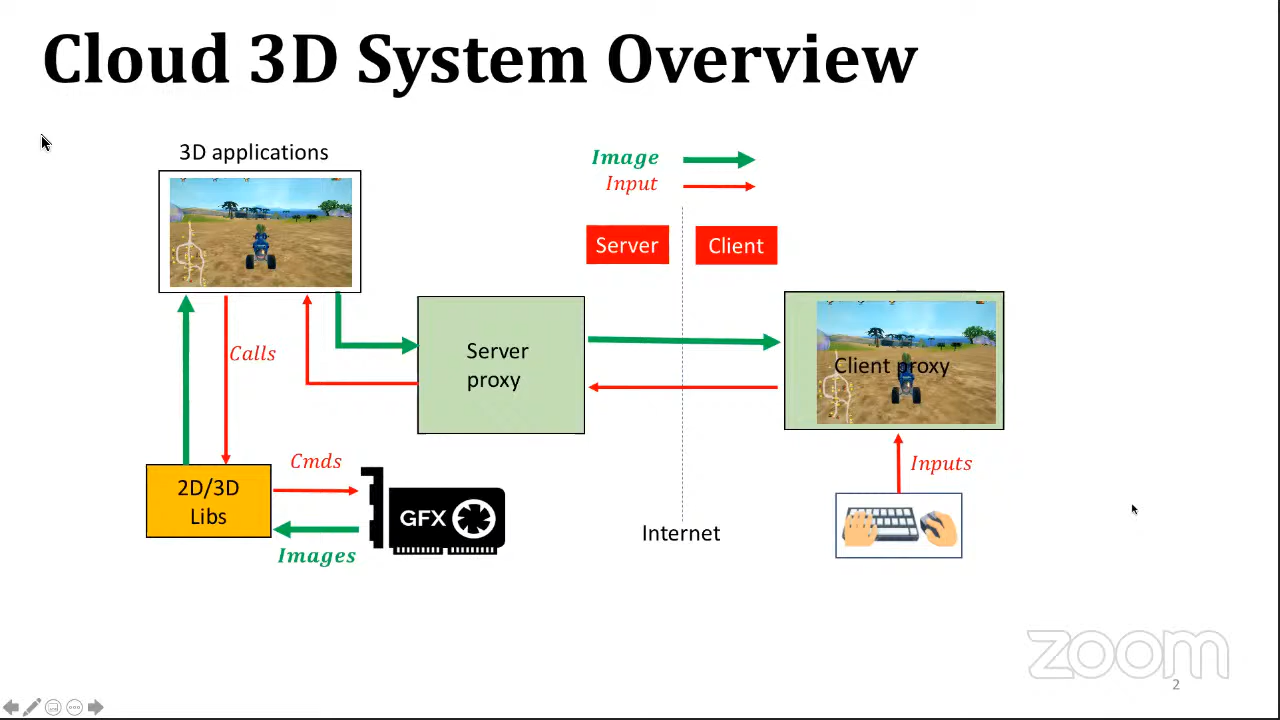 Cloud 3D System Overview
3D applications
Image
Input
Server
Client
Calls
Server
proxy
Client proxy
Cmds
Inputs
2D/3D
Libs
GFX
Images
Internet
zoom
2